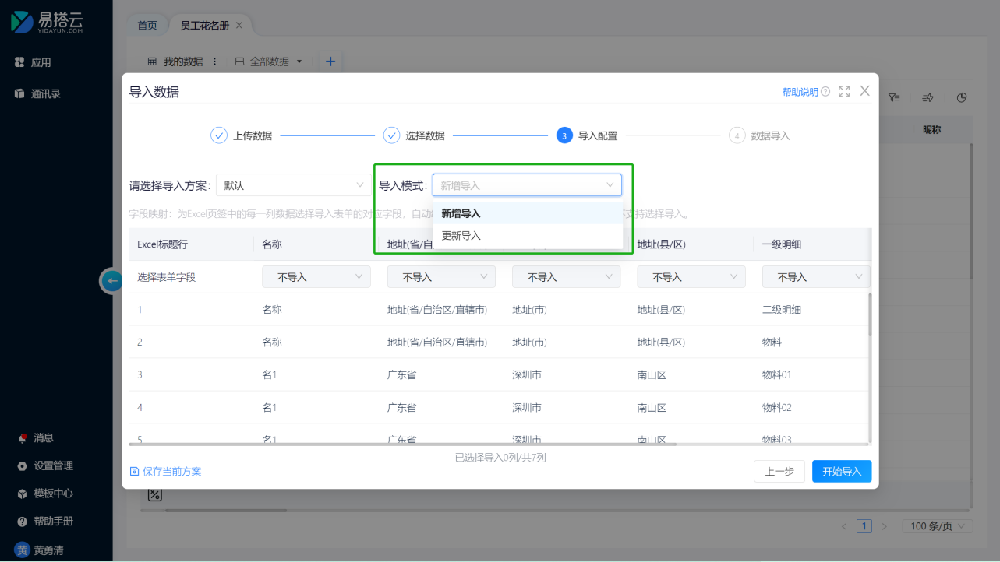 易搭云
YIDAYUN.COM
首页
员工花名册
应用
通讯录
我的数据
全部数据
昵称
导入数据
帮助说明
上传数据
选择数据
3 导入配置
4 数据导入
请选择导入方案：
默认
导入模式：
新增导入
新增导入
更新导入
字段映射：为Excel页签中的每一列数据选择导入表单的对应字段，自动
支持选择导入。
Excel标题行 名称 地址(省/自 地址(县/区) 一级明细
选择表单字段 不导入 不导入 不导入 不导入 不导入
1 名称 地址(省/自治区/直辖市) 地址(市) 地址(县/区) 二级明细
2 名称 地址(省/自治区/直辖市) 地址(市) 地址(县/区) 物料
3 名1 广东省 深圳市 南山区 物料01
4 名1 广东省 深圳市 南山区 物料02
5 名1 广东省 深圳市 南山区 物料03
已选择导入0列/共7列
保存当前方案
上一步
开始导入
消息
设置管理
模板中心
帮助手册
黄 黄勇清
1
100 条/页